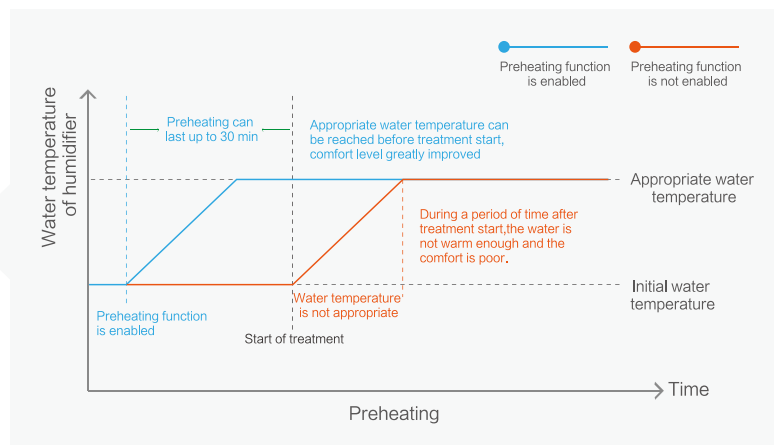 Preheating function
is enabled
Preheating function
is not enabled
Water temperature
of humidifier
Preheating can
last up to 30 min
Appropriate water temperature can
be reached before treatment start,
comfort level greatly improved
Appropriate water
temperature
During a period of time after
treatment start,the water is
not warm enough and the
comfort is poor.
Initial water
temperature
Water temperature
is not appropriate
Preheating function
is enabled
Start of treatment
Time
Preheating